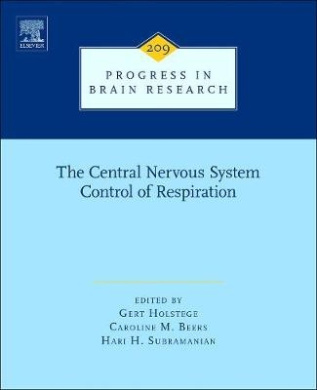 ELSEVIER
209
PROGRESS IN
BRAIN RESEARCH
The Central Nervous System
Control of Respiration
EDITED BY
GERT HOLSTEGE
CAROLINE M. BEERS
HARI H. SUBRAMANIAN